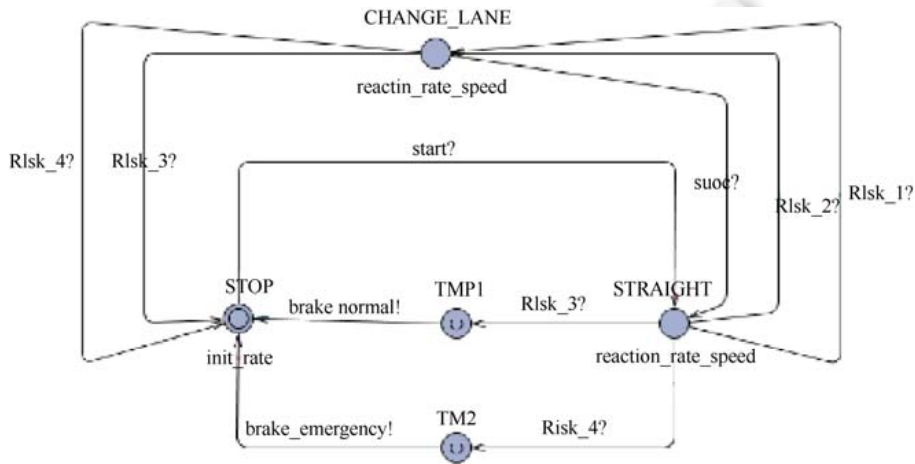 CHANGE_LANE
reactin_rate_speed
start?
Rlsk_4?
Rlsk_3?
suoc?
Rlsk_2?
Rlsk_1?
STOP
TMP1
STRAIGHT
brake normal!
Rlsk_3?
init_rate
reaction_rate_speed
TM2
brake_emergency!
Risk_4?